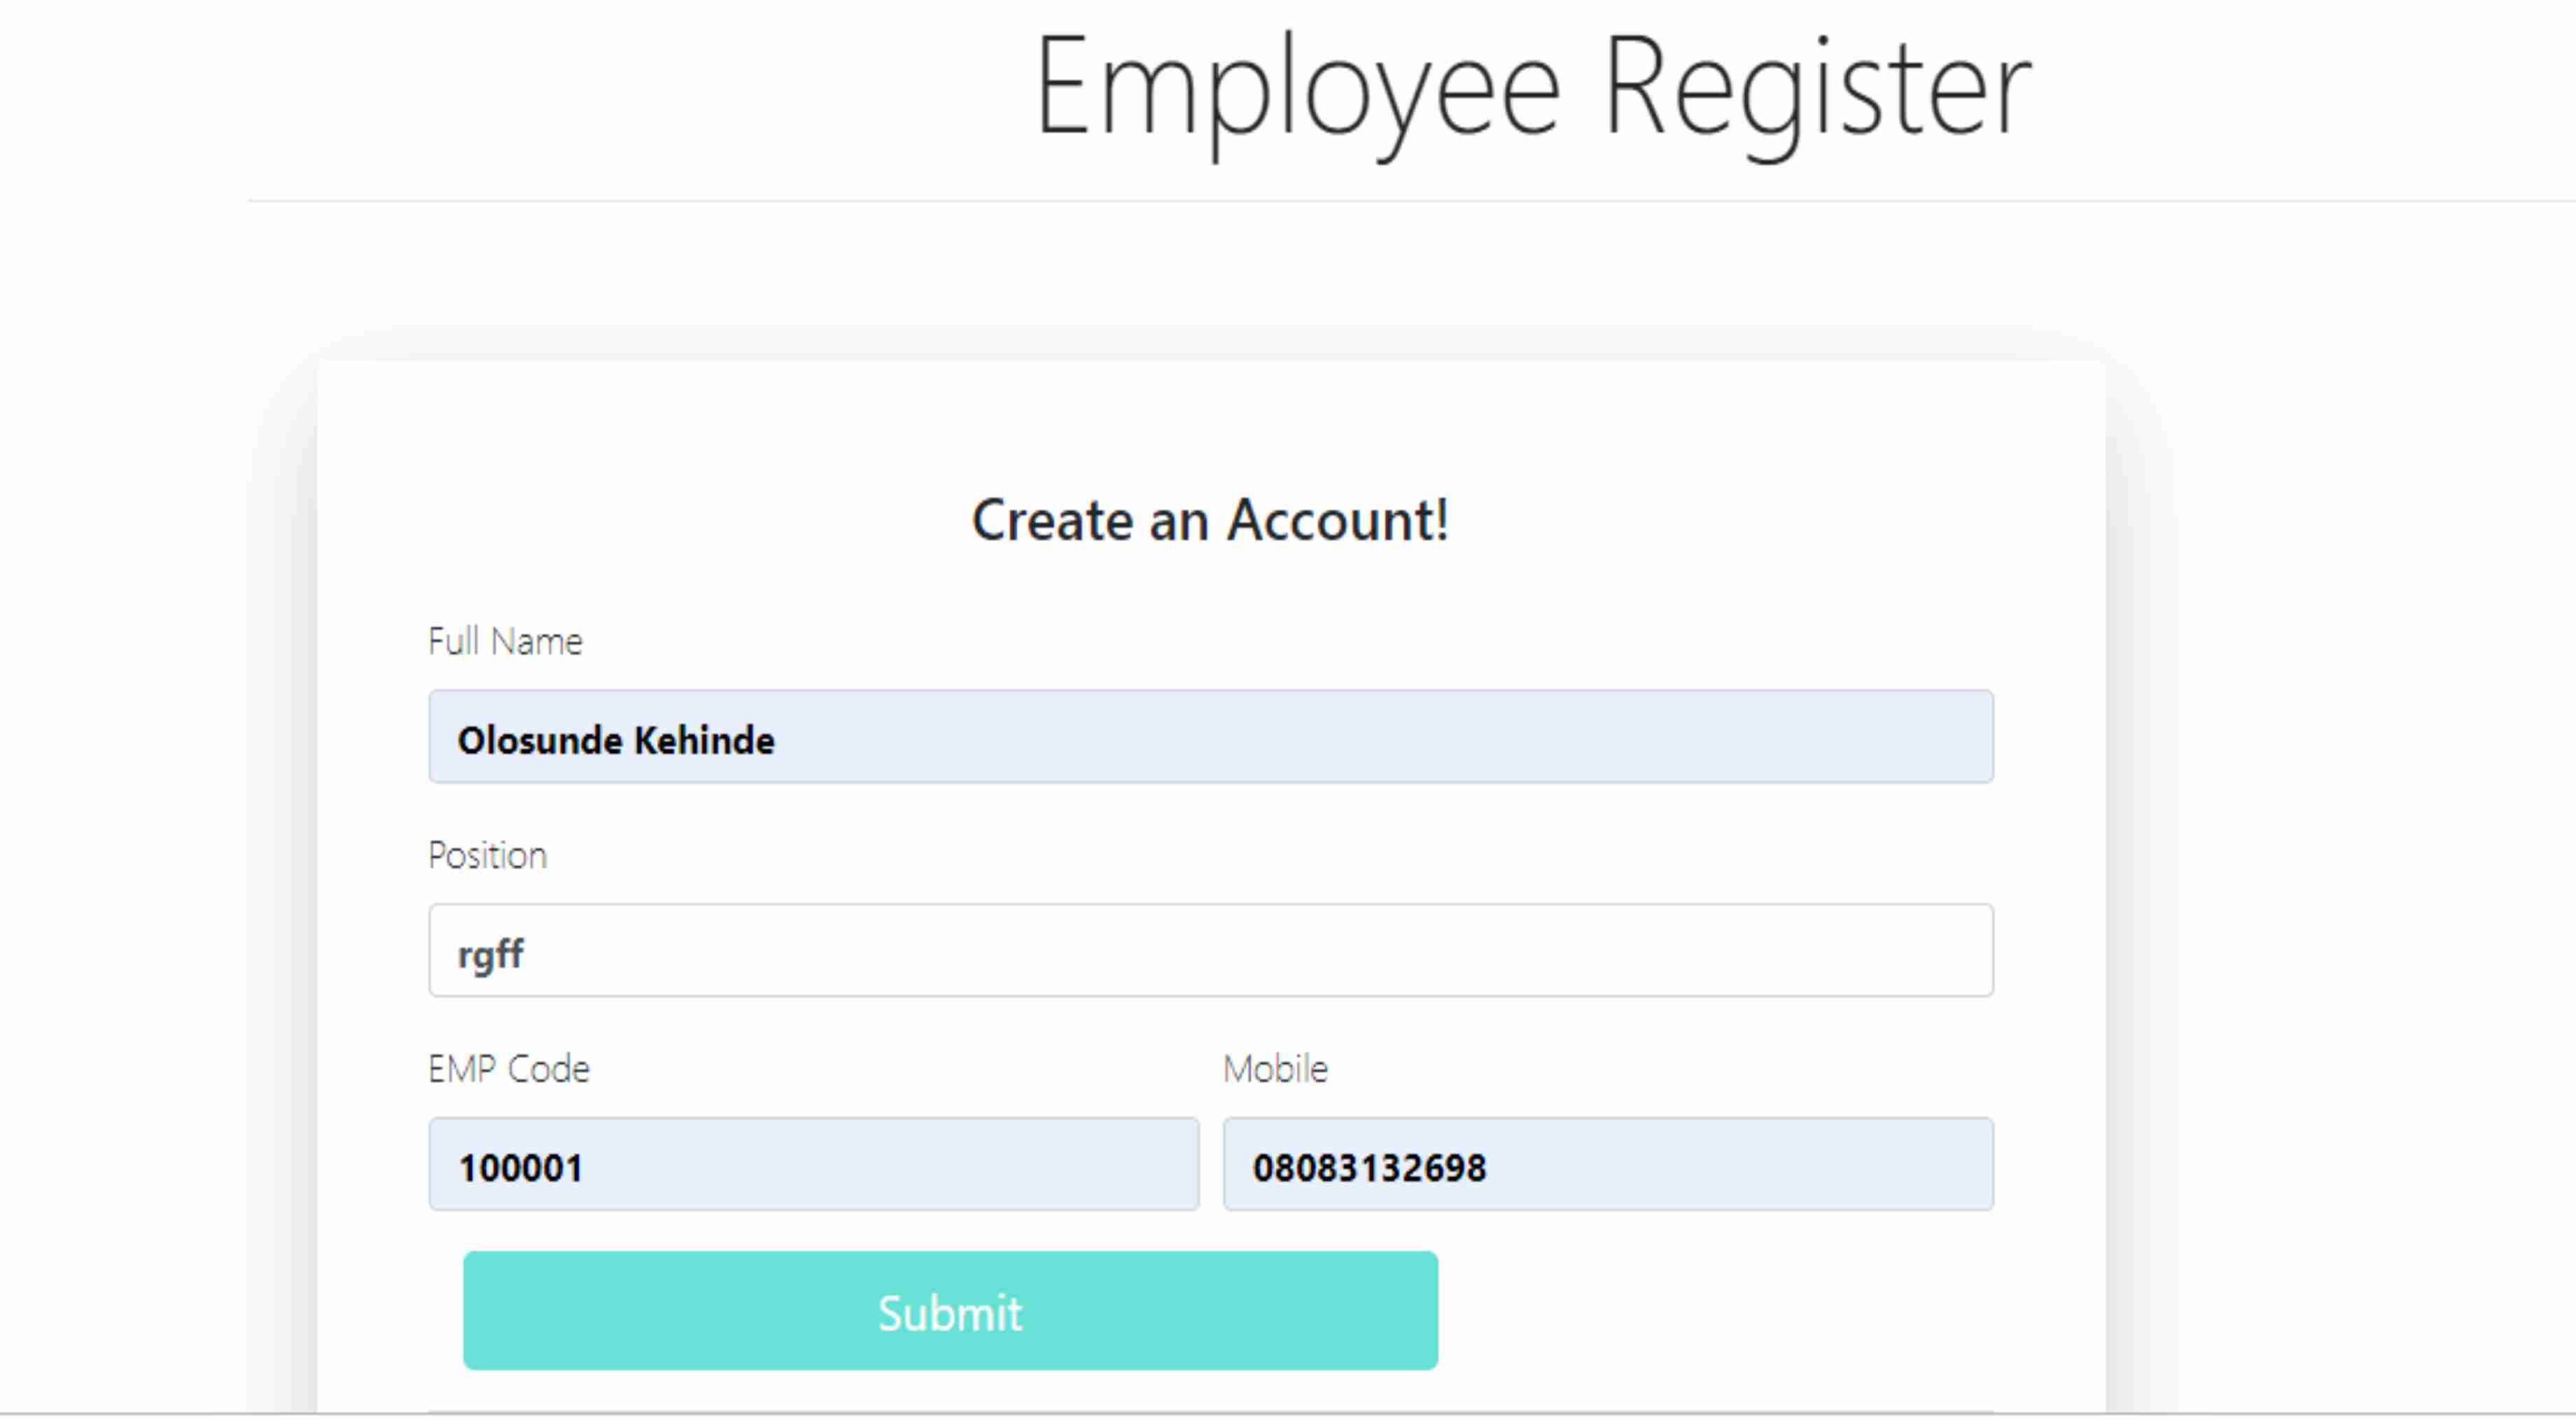 Employee Register
Create an Account!
Full Name
Olosunde Kehinde
Position
rgff
EMP Code
Mobile
100001
08083132698
Submit